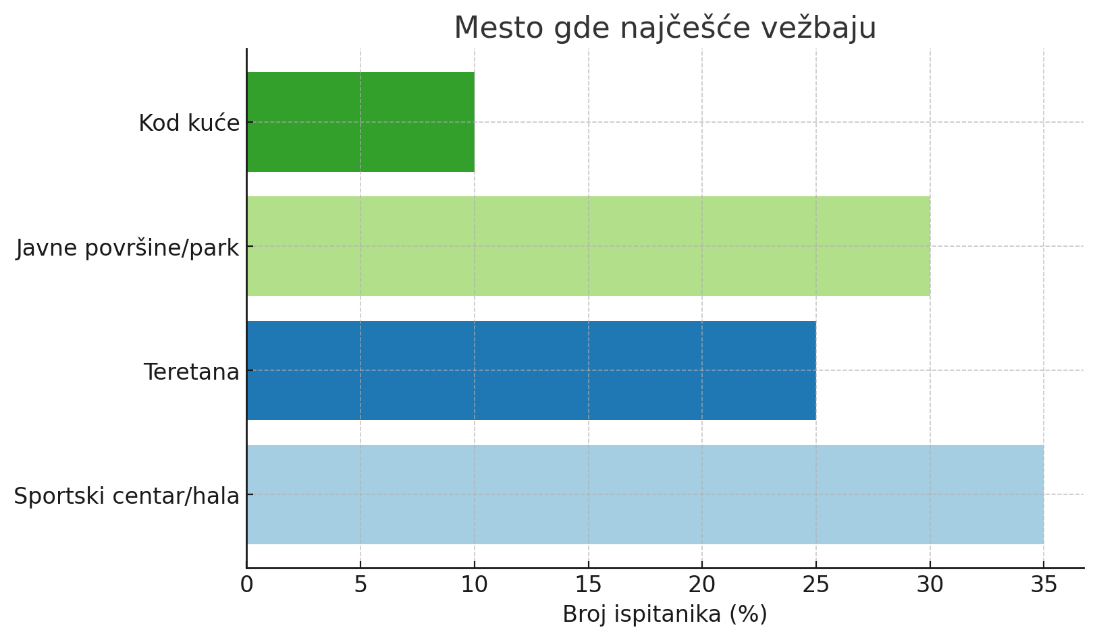 Mesto gde najčešće vežbaju
Kod kuće
Javne površine/park
Teretana
Sportski centar/hala
0 5 10 15 20 25 30 35
Broj ispitanika (%)